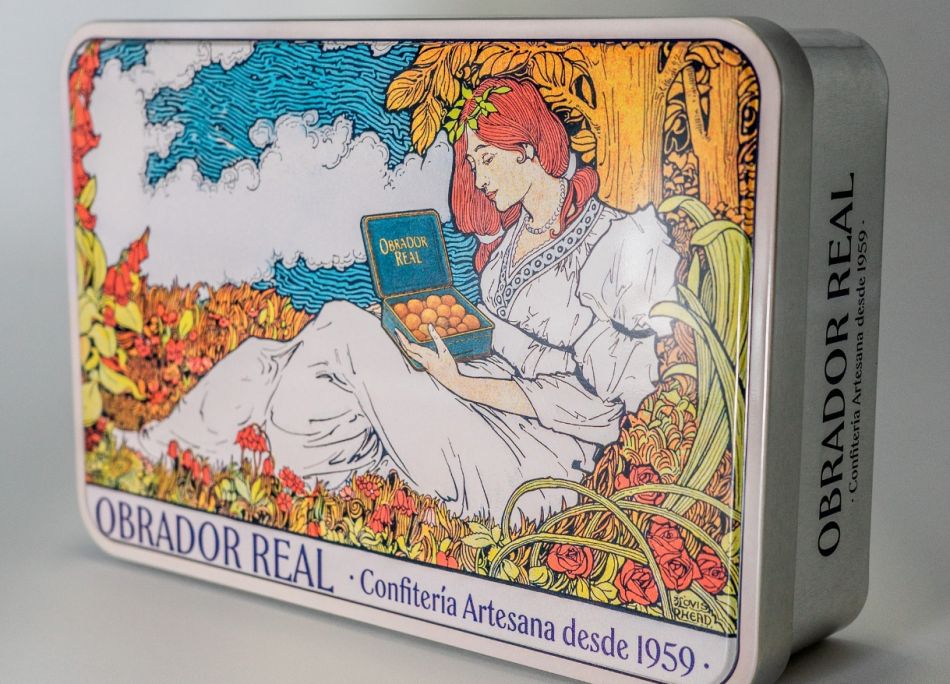 OBRADOR
REAL
LOUIS
RHEAD
OBRADOR REAL · Confitería Artesana desde 1959 ·
OBRADOR REAL
· Confitería Artesana desde 1959 ·